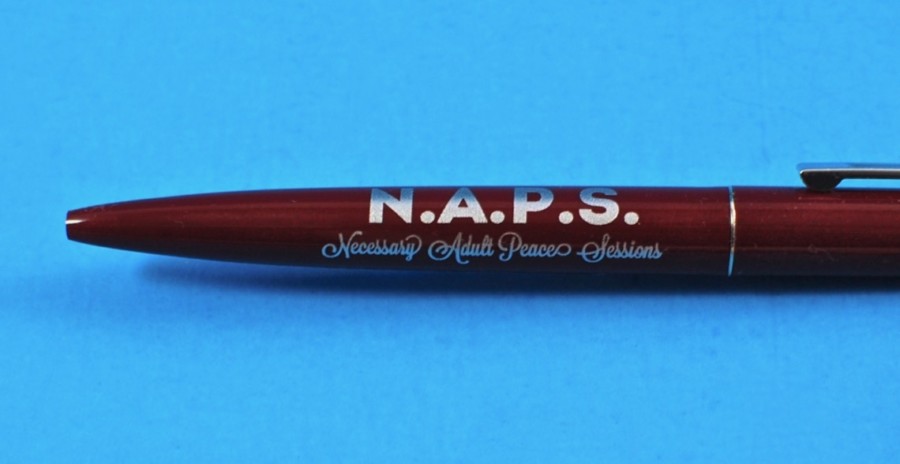 N.A.P.S.
Necessary Adult Peace Sessions